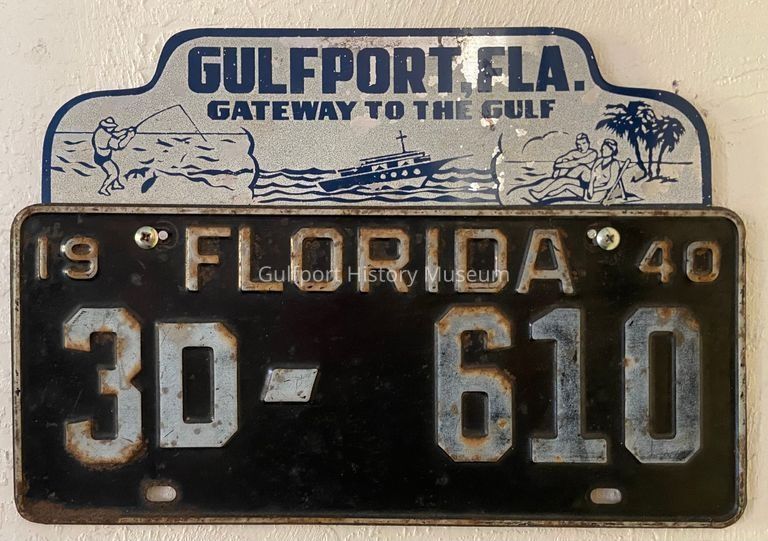 GULFPORT, FLA.
GATEWAY TO THE GULF
19 FLORIDA 40
Gulfport History Museum
3D-610